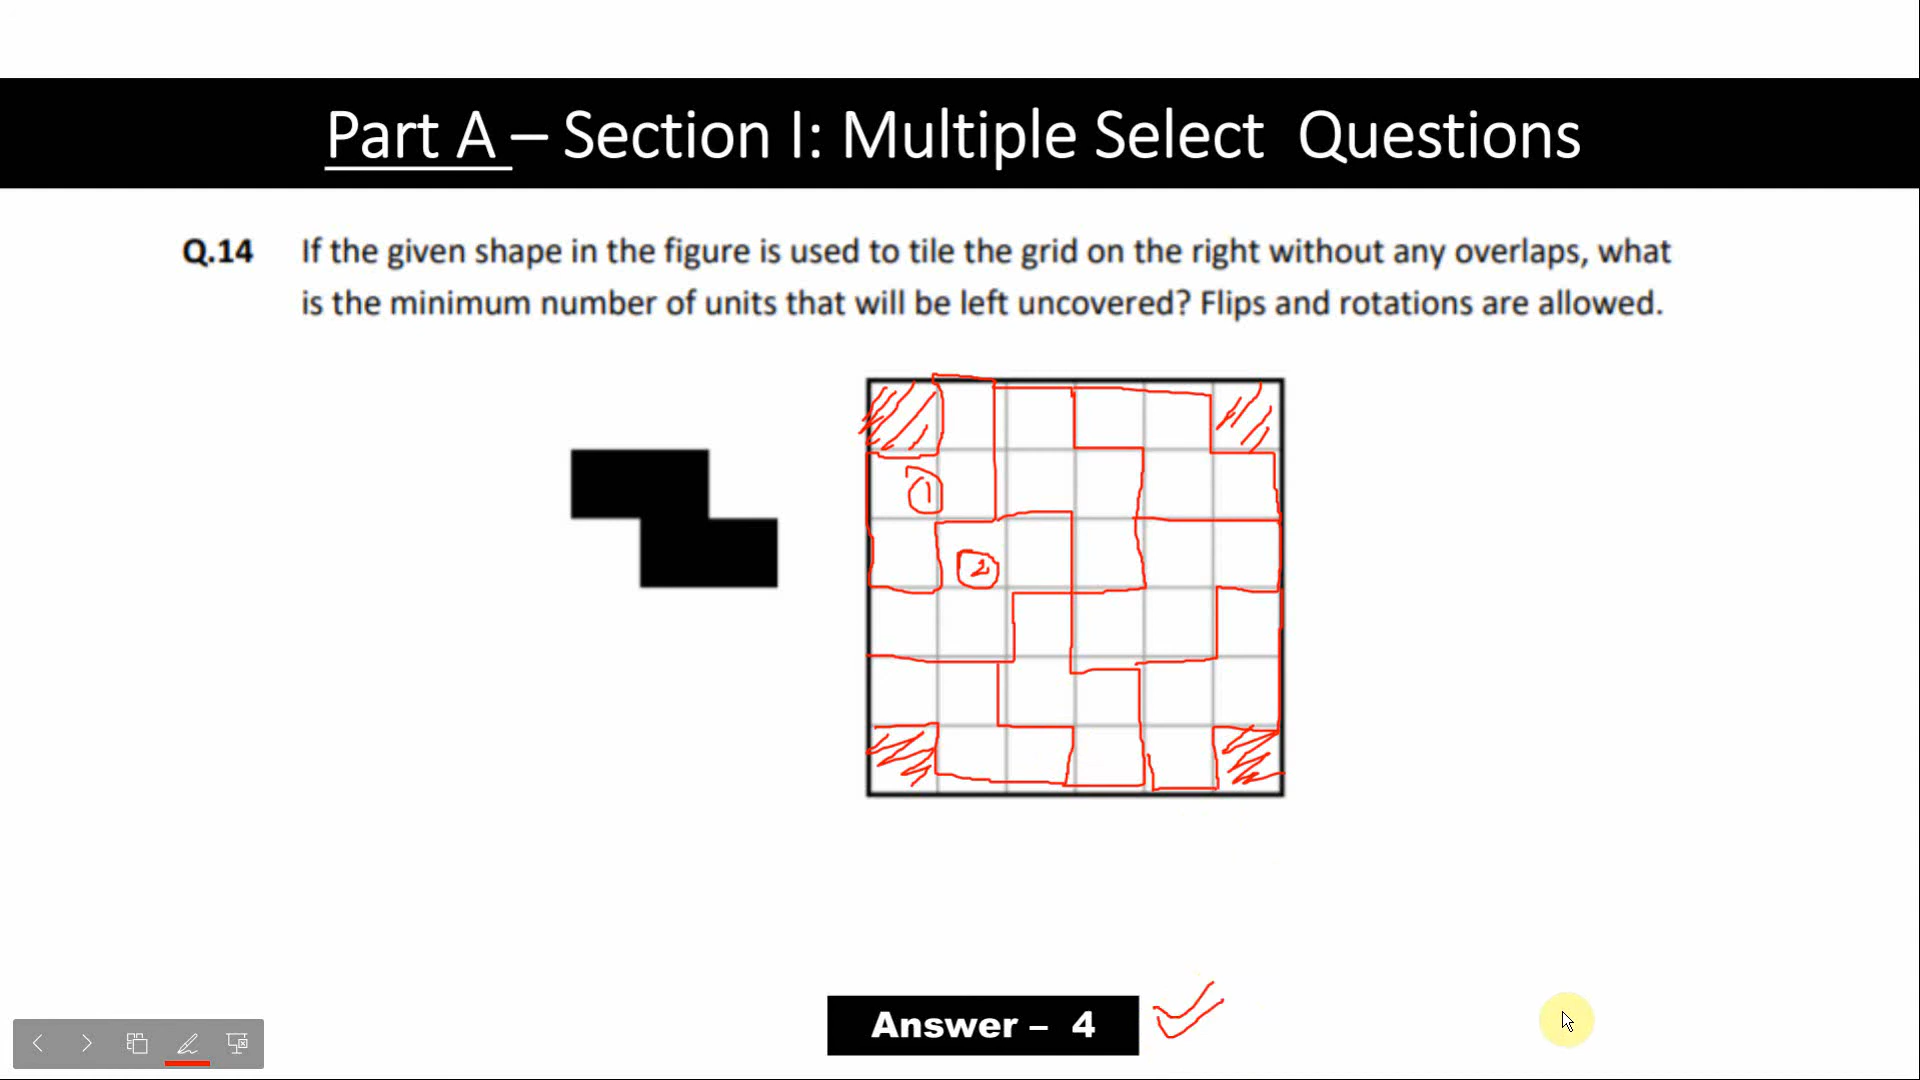 Part A – Section I: Multiple Select Questions
Q.14 If the given shape in the figure is used to tile the grid on the right without any overlaps, what
is the minimum number of units that will be left uncovered? Flips and rotations are allowed.
1
2
Answer – 4